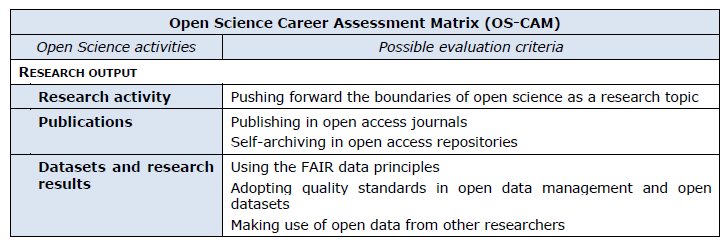 Open Science Career Assessment Matrix (OS-CAM)
Open Science activities Possible evaluation criteria
RESEARCH OUTPUT
Research activity Pushing forward the boundaries of open science as a research topic
Publications Publishing in open access journals
Self-archiving in open access repositories
Datasets and research Using the FAIR data principles
results Adopting quality standards in open data management and open
datasets
Making use of open data from other researchers